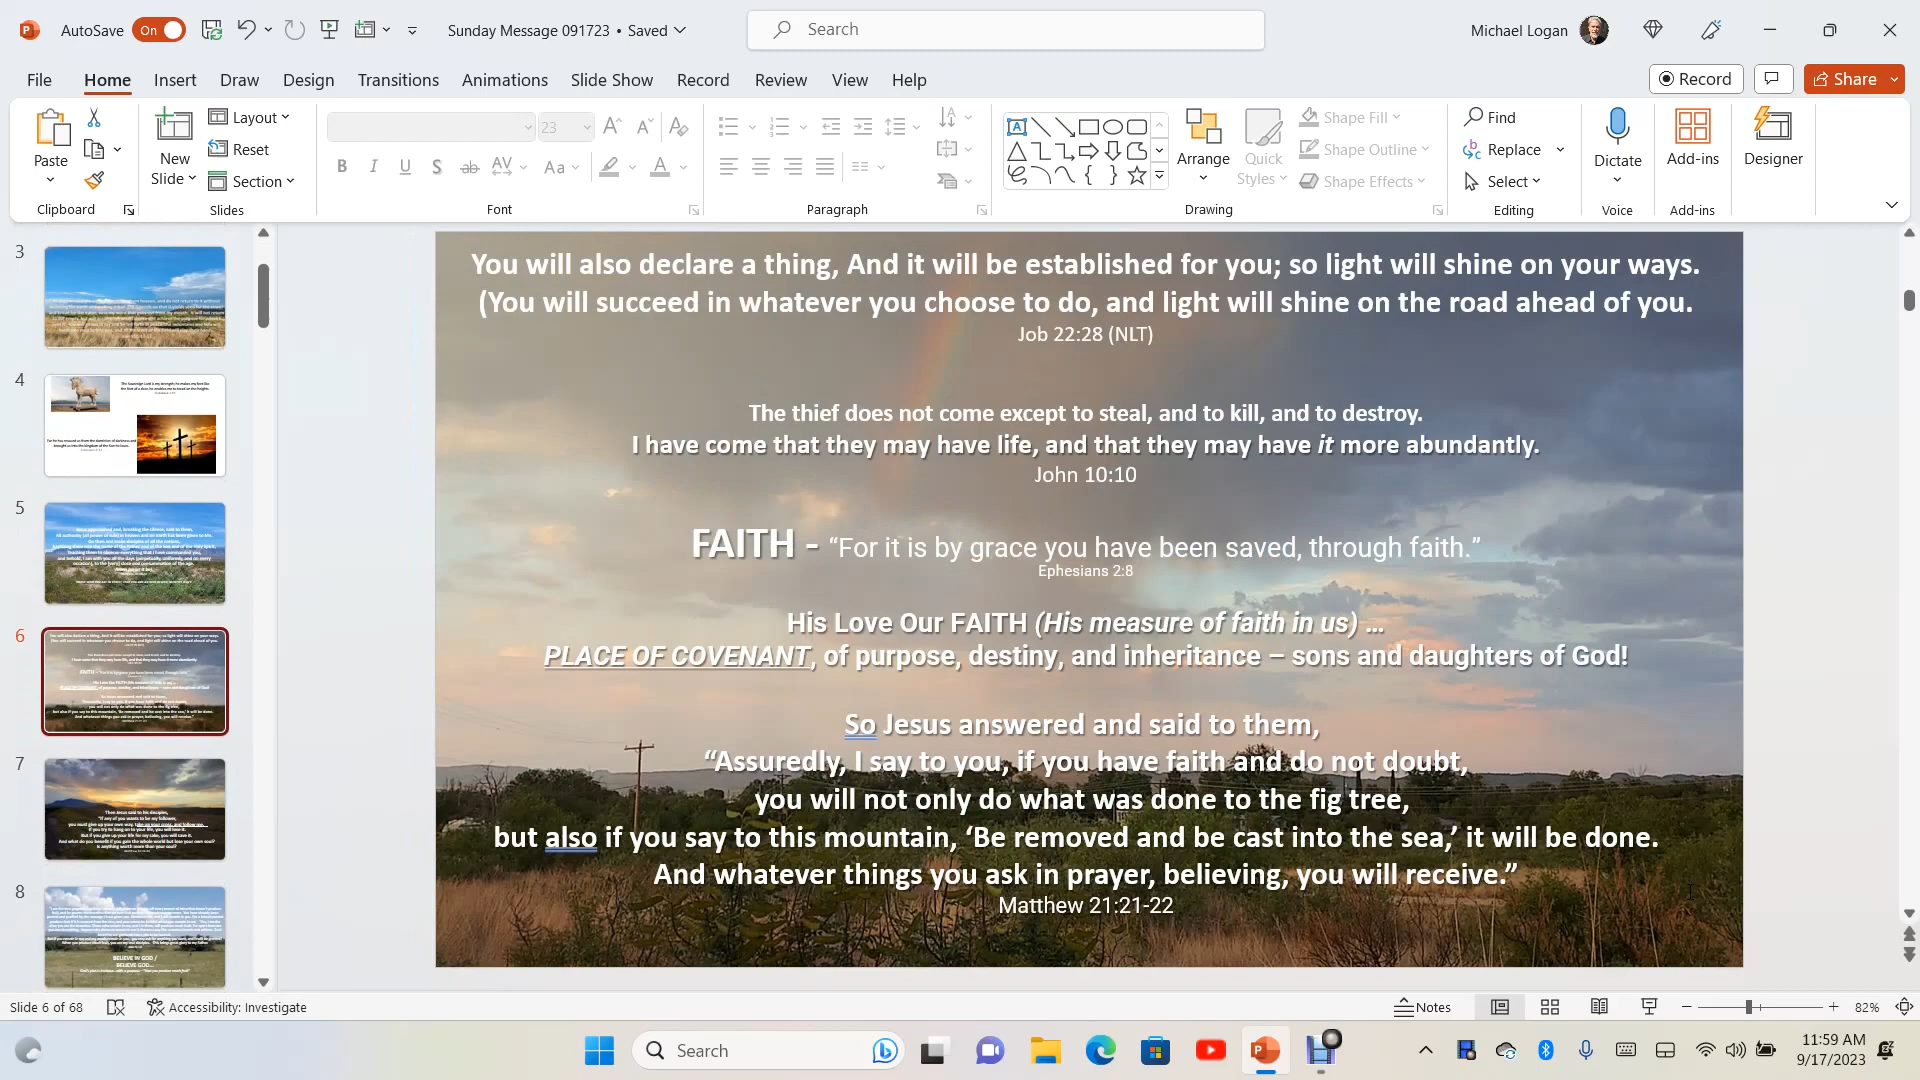 AutoSave On Sunday Message 091723 • Saved Search Michael Logan
File Home Insert Draw Design Transitions Animations Slide Show Record Review View Help Record Share
Paste New Slide Layout Reset Section 23 Arrange Quick Styles Shape Fill Shape Outline Shape Effects Find Replace Select Dictate Add-ins Designer
Clipboard Slides Font Paragraph Drawing Editing Voice Add-ins
3
4
5
6
7
8
You will also declare a thing, And it will be established for you; so light will shine on your ways.
(You will succeed in whatever you choose to do, and light will shine on the road ahead of you.
Job 22:28 (NLT)
The thief does not come except to steal, and to kill, and to destroy.
I have come that they may have life, and that they may have it more abundantly.
John 10:10
FAITH - “For it is by grace you have been saved, through faith.”
Ephesians 2:8
His Love Our FAITH (His measure of faith in us) ...
PLACE OF COVENANT, of purpose, destiny, and inheritance – sons and daughters of God!
So Jesus answered and said to them,
“Assuredly, I say to you, if you have faith and do not doubt,
you will not only do what was done to the fig tree,
but also if you say to this mountain, ‘Be removed and be cast into the sea,’ it will be done.
And whatever things you ask in prayer, believing, you will receive.”
Matthew 21:21-22
Slide 6 of 68 Accessibility: Investigate Notes 82%
Search 11:59 AM
9/17/2023